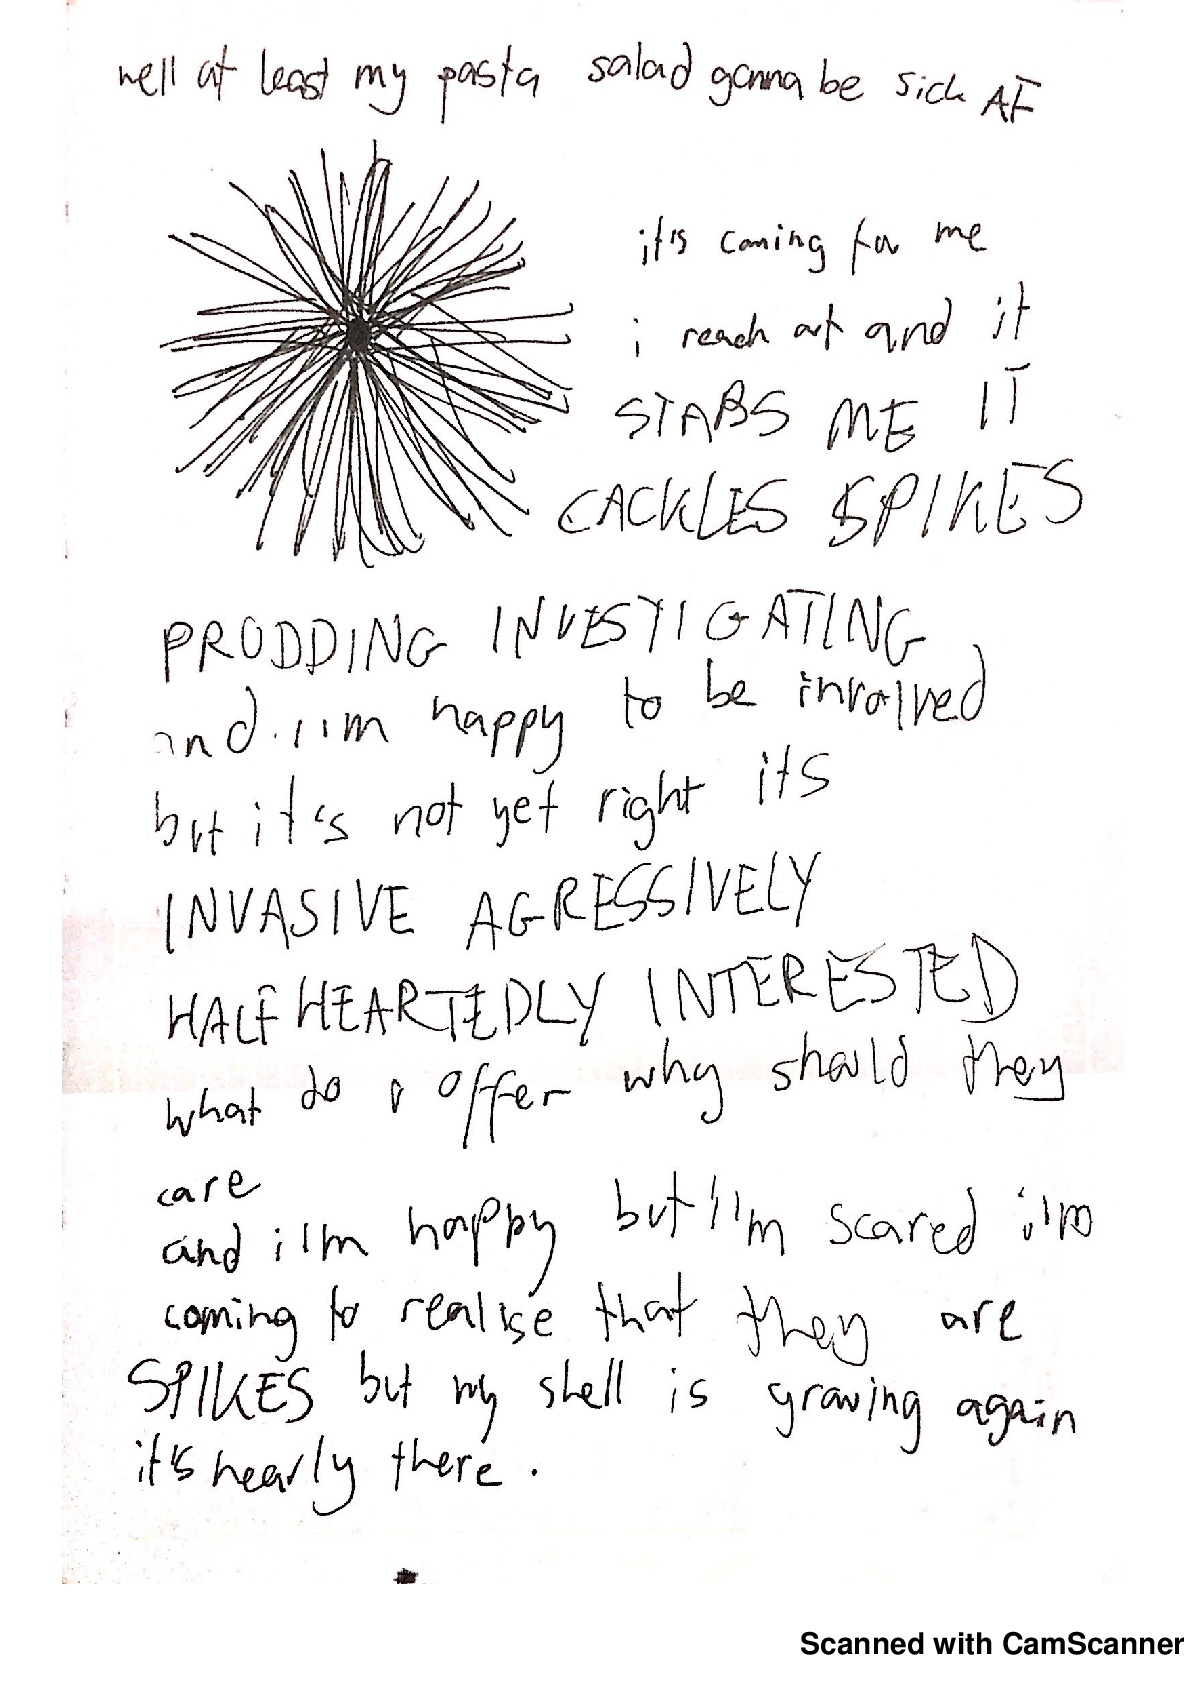 well at least my pasta salad gonna be sick AF
it's coming for me
i reach out and it
STABS ME IT
CACKLES SPIKES
PRODDING INVESTIGATING
and i'm happy to be involved
but it's not yet right its
INVASIVE AGRESSIVELY
HALF HEARTEDLY INTERESTED
what do i offer why should they
care
and i'm happy but i'm scared i'm
coming to realise that they are
SPIKES but my shell is growing again
it's nearly there.
Scanned with CamScanner